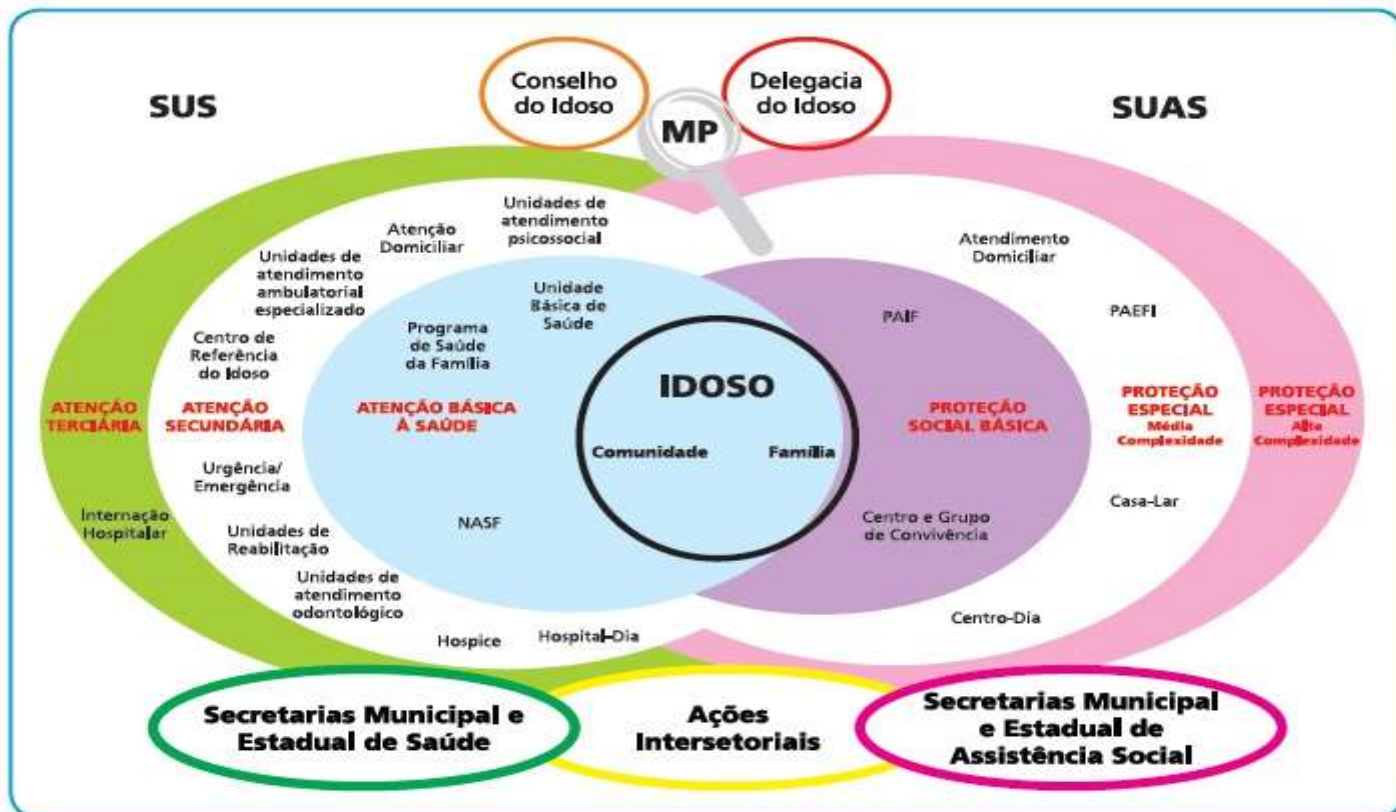 SUS
Conselho
do Idoso
MP
Delegacia
do Idoso
SUAS
Unidades de
atendimento
psicossocial
Atenção
Domiciliar
Unidades de
atendimento
ambulatorial
especializado
Centro de
Referência
do Idoso
Unidade
Básica de
Saúde
Programa
de Saúde
da Família
ATENÇÃO
TERCIÁRIA
ATENÇÃO
SECUNDÁRIA
ATENÇÃO BÁSICA
À SAÚDE
IDOSO
Comunidade
Família
Urgência/
Emergência
Internação
Hospitalar
NASF
Unidades de
Reabilitação
Unidades de
atendimento
odontológico
Hospice
Hospital-Dia
Atendimento
Domiciliar
PAIF
PAEFI
PROTEÇÃO
SOCIAL BÁSICA
PROTEÇÃO
ESPECIAL
Média
Complexidade
PROTEÇÃO
ESPECIAL
Alta
Complexidade
Casa-Lar
Centro e Grupo
de Convivência
Centro-Dia
Secretarias Municipal e
Estadual de Saúde
Ações
Intersetoriais
Secretarias Municipal
e Estadual de
Assistência Social